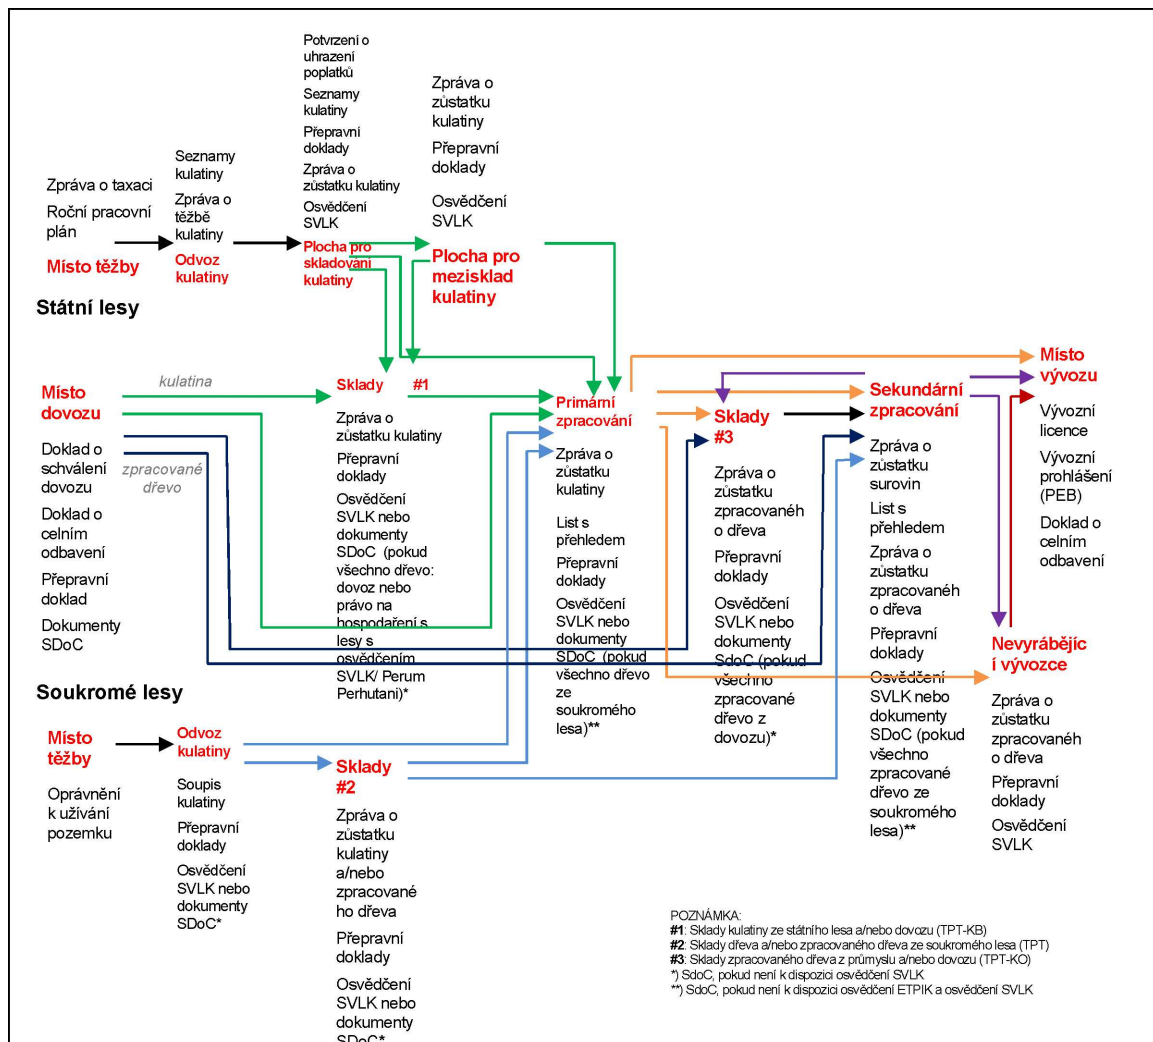 Potvrzení o
uhrazení
poplatků
Seznamy
kulatiny
Přepravní
doklady
Zpráva o
zůstatku kulatiny
Osvědčení
SVLK
Plocha pro
skladování
kulatiny
Zpráva o
zůstatku
kulatiny
Přepravní
doklady
Osvědčení
SVLK
Plocha pro
mezisklad
kulatiny
Seznamy
kulatiny
Zpráva o
těžbě
kulatiny
Odvoz
kulatiny
Zpráva o taxaci
Roční pracovní
plán
Místo těžby
Státní lesy
Místo
dovozu
kulatina
zpracované
dřevo
Doklad o
schválení
dovozu
Doklad o
celním
odbavení
Přepravní
doklad
Dokumenty
SDoC
Sklady #1
Zpráva o
zůstatku kulatiny
Přepravní
doklady
Osvědčení
SVLK nebo
dokumenty
SDoC (pokud
všechno dřevo:
dovoz nebo
právo na
hospodaření s
lesy s
osvědčením
SVLK/ Perum
Perhutani)*
Primární
zpracování
Zpráva o
zůstatku
kulatiny
List s
přehledem
Přepravní
doklady
Osvědčení
SVLK nebo
dokumenty
SDoC (pokud
všechno dřevo
ze
soukromého
lesa)**
Sklady
#3
Zpráva o
zůstatku
zpracovanéh
o dřeva
Přepravní
doklady
Osvědčení
SVLK nebo
dokumenty
SdoC (pokud
všechno
zpracované
dřevo z
dovozu)*
Sekundární
zpracování
Zpráva o
zůstatku
surovin
List s
přehledem
Zpráva o
zůstatku
zpracovanéh
o dřeva
Přepravní
doklady
Osvědčení
SVLK nebo
dokumenty
SDoC (pokud
všechno
zpracované
dřevo ze
soukromého
lesa)**
Místo
vývozu
Vývozní
licence
Vývozní
prohlášení
(PEB)
Doklad o
celním
odbavení
Nevyrábějíc
í vývozce
Zpráva o
zůstatku
zpracovanéh
o dřeva
Přepravní
doklady
Osvědčení
SVLK
Soukromé lesy
Místo
těžby
Oprávnění
k užívání
pozemku
Odvoz
kulatiny
Soupis
kulatiny
Přepravní
doklady
Osvědčení
SVLK nebo
dokumenty
SDoC*
Sklady
#2
Zpráva o
zůstatku
kulatiny
a/nebo
zpracované
ho dřeva
Přepravní
doklady
Osvědčení
SVLK nebo
dokumenty
SDoC*
POZNÁMKA:
#1: Sklady kulatiny ze státního lesa a/nebo dovozu (TPT-KB)
#2: Sklady dřeva a/nebo zpracovaného dřeva ze soukromého lesa (TPT)
#3: Sklady zpracovaného dřeva z průmyslu a/nebo dovozu (TPT-KO)
*) SdoC, pokud není k dispozici osvědčení SVLK
**) SdoC, pokud není k dispozici osvědčení ETPIK a osvědčení SVLK